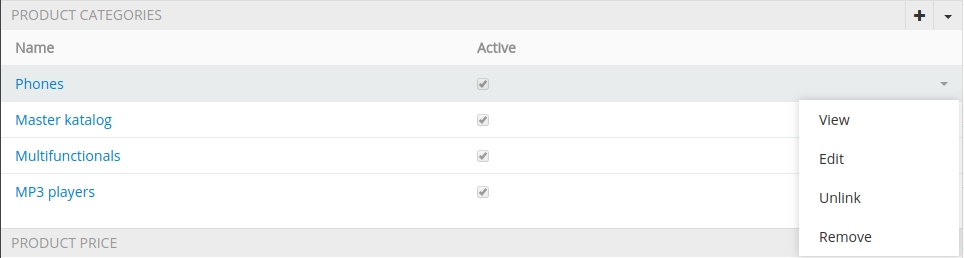 PRODUCT CATEGORIES
Name Active
Phones
Master katalog
Multifunctionals
MP3 players
View
Edit
Unlink
Remove
PRODUCT PRICE